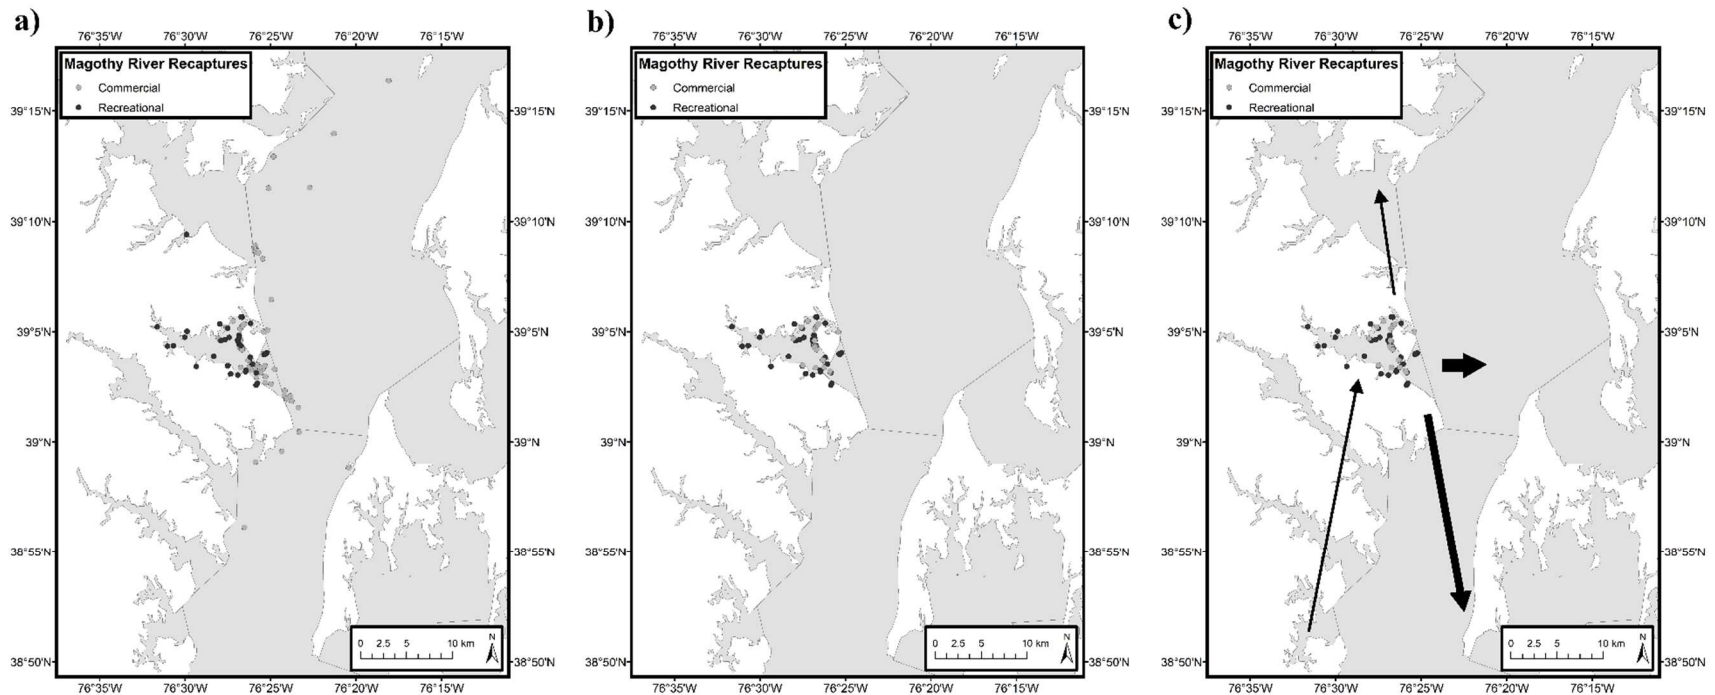 a)
76°35'W 76°30'W 76°25'W 76°20'W 76°15'W
Magothy River Recaptures
Commercial
Recreational
39°15'N 39°15'N
39°10'N 39°10'N
39°5'N 39°5'N
39°N 39°N
38°55'N 38°55'N
38°50'N 38°50'N
0 2.5 5 10 km
N
76°35'W 76°30'W 76°25'W 76°20'W 76°15'W
b)
76°35'W 76°30'W 76°25'W 76°20'W 76°15'W
Magothy River Recaptures
Commercial
Recreational
39°15'N 39°15'N
39°10'N 39°10'N
39°5'N 39°5'N
39°N 39°N
38°55'N 38°55'N
38°50'N 38°50'N
0 2.5 5 10 km
N
76°35'W 76°30'W 76°25'W 76°20'W 76°15'W
c)
76°35'W 76°30'W 76°25'W 76°20'W 76°15'W
Magothy River Recaptures
Commercial
Recreational
39°15'N 39°15'N
39°10'N 39°10'N
39°5'N 39°5'N
39°N 39°N
38°55'N 38°55'N
38°50'N 38°50'N
0 2.5 5 10 km
N
76°35'W 76°30'W 76°25'W 76°20'W 76°15'W